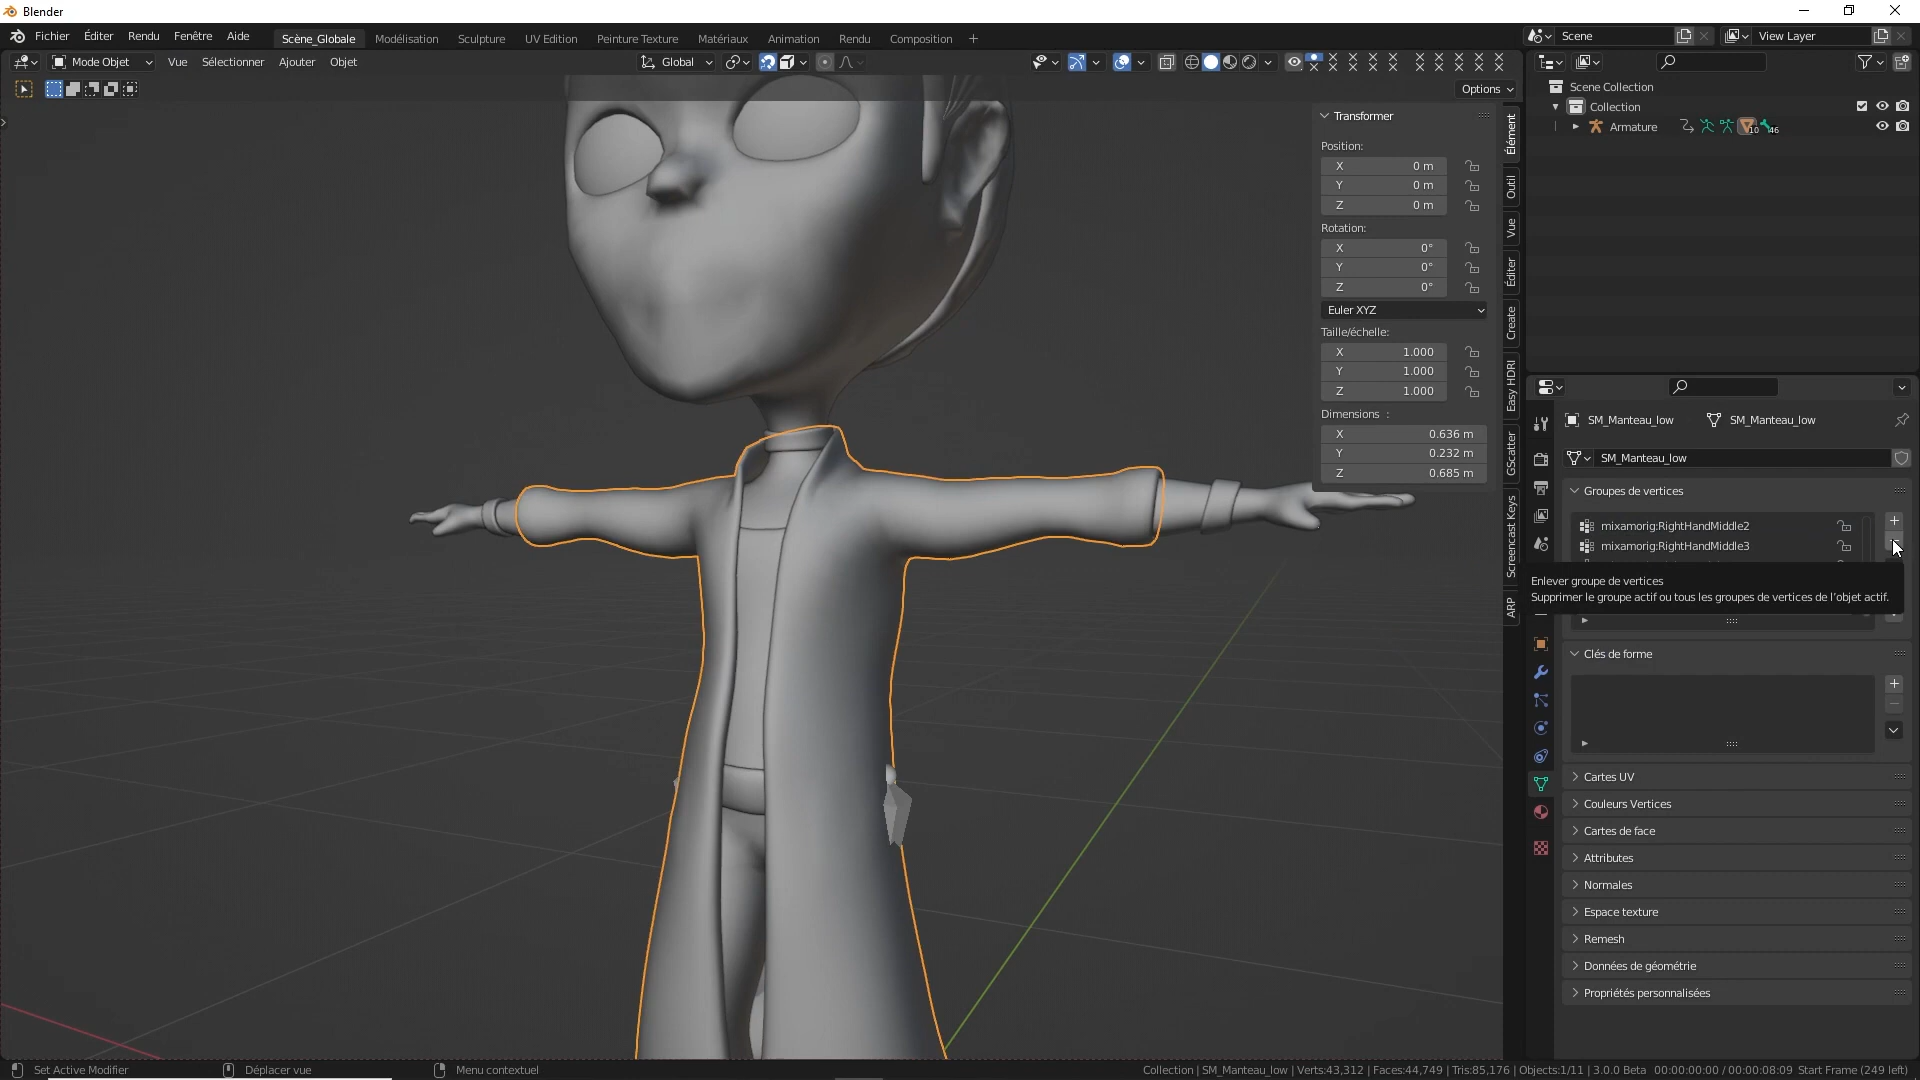 Blender
Fichier Éditer Rendu Fenêtre Aide
Scène_Globale Modélisation Sculpture UV Edition Peinture Texture Matériaux Animation Rendu Composition +
Scene
View Layer
Mode Objet Vue Sélectionner Ajouter Objet
Global
Options
Scene Collection
Collection
Armature
10
46
Transformer
Position:
X 0 m
Y 0 m
Z 0 m
Rotation:
X 0°
Y 0°
Z 0°
Euler XYZ
Taille/échelle:
X 1.000
Y 1.000
Z 1.000
Dimensions :
X 0.636 m
Y 0.232 m
Z 0.685 m
Élément
Outil
Vue
Éditer
Create
Easy HDRI
GScatter
Screencast Keys
ARP
SM_Manteau_low SM_Manteau_low
SM_Manteau_low
Groupes de vertices
mixamorig:RightHandMiddle2
mixamorig:RightHandMiddle3
Enlever groupe de vertices
Supprimer le groupe actif ou tous les groupes de vertices de l'objet actif.
Clés de forme
Cartes UV
Couleurs Vertices
Cartes de face
Attributes
Normales
Espace texture
Remesh
Données de géométrie
Propriétés personnalisées
Set Active Modifier
Déplacer vue
Menu contextuel
Collection | SM_Manteau_low | Verts:43,312 | Faces:44,749 | Tris:85,176 | Objects:1/11 | 3.0.0 Beta 00:00:00:00 / 00:00:08:09 Start Frame (249 left)